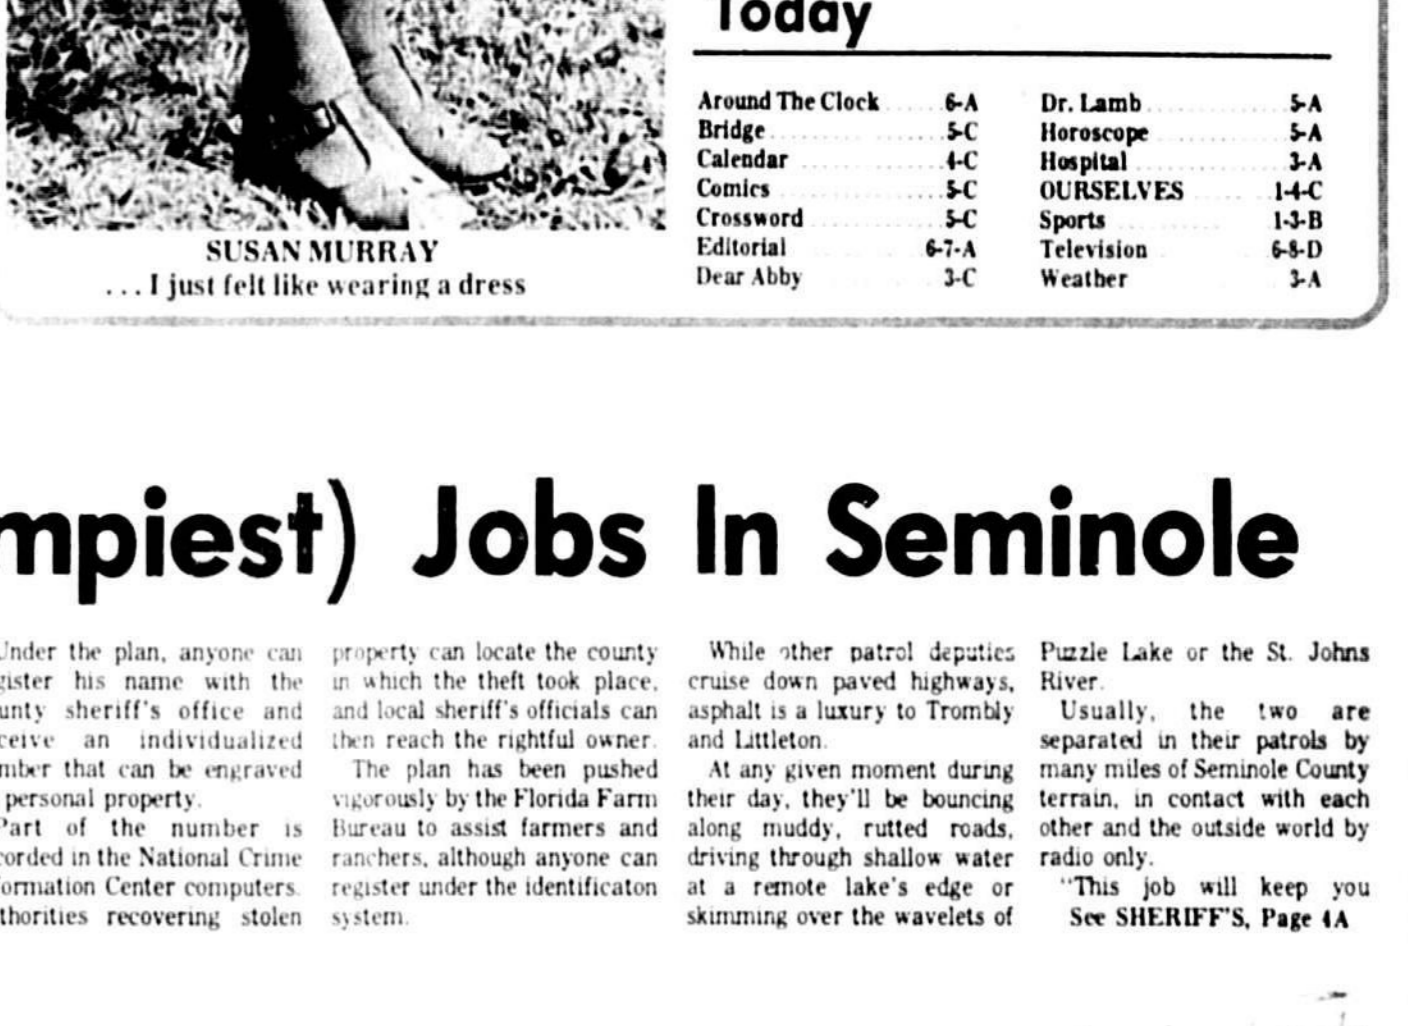 Today
Around The Clock 6-A
Bridge 5-C
Calendar 4-C
Comics 5-C
Crossword 5-C
Editorial 6-7-A
Dear Abby 3-C
Dr. Lamb 5-A
Horoscope 5-A
Hospital 3-A
OURSELVES 1-4-C
Sports 1-3-B
Television 6-8-D
Weather 3-A
SUSAN MURRAY
... I just felt like wearing a dress
mpiest) Jobs In Seminole
Under the plan, anyone can
gister his name with the
unty sheriff's office and
ceive an individualized
mber that can be engraved
personal property.
Part of the number is
corded in the National Crime
formation Center computers.
thorities recovering stolen
property can locate the county
in which the theft took place,
and local sheriff's officials can
then reach the rightful owner.
The plan has been pushed
vigorously by the Florida Farm
Bureau to assist farmers and
ranchers, although anyone can
register under the identificaton
system.
While other patrol deputies
cruise down paved highways,
asphalt is a luxury to Trombly
and Littleton.
At any given moment during
their day, they'll be bouncing
along muddy, rutted roads,
driving through shallow water
at a remote lake's edge or
skimming over the wavelets of
Puzzle Lake or the St. Johns
River.
Usually, the two are
separated in their patrols by
many miles of Seminole County
terrain, in contact with each
other and the outside world by
radio only.
"This job will keep you
See SHERIFF'S, Page 4A